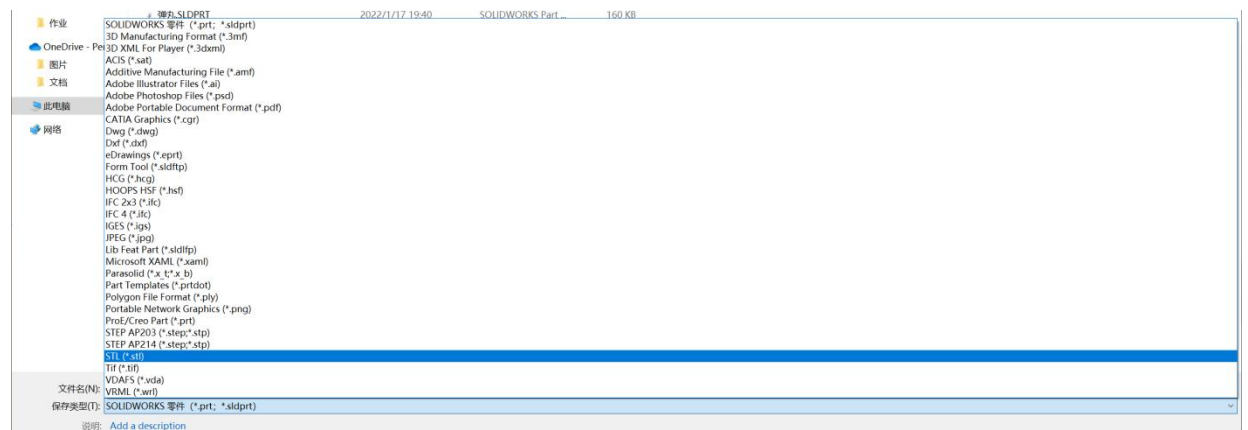 弹丸.SLDPRT 2022/1/17 19:40 SOLIDWORKS Part ... 160 KB
作业
OneDrive - Pe
图片
文档
此电脑
网络
SOLIDWORKS 零件 (*.prt; *.sldprt)
3D Manufacturing Format (*.3mf)
3D XML For Player (*.3dxml)
ACIS (*.sat)
Additive Manufacturing File (*.amf)
Adobe Illustrator Files (*.ai)
Adobe Photoshop Files (*.psd)
Adobe Portable Document Format (*.pdf)
CATIA Graphics (*.cgr)
Dwg (*.dwg)
Dxf (*.dxf)
eDrawings (*.eprt)
Form Tool (*.sldftp)
HCG (*.hcg)
HOOPS HSF (*.hsf)
IFC 2x3 (*.ifc)
IFC 4 (*.ifc)
IGES (*.igs)
JPEG (*.jpg)
Lib Feat Part (*.sldlfp)
Microsoft XAML (*.xaml)
Parasolid (*.x_t;*.x_b)
Part Templates (*.prtdot)
Polygon File Format (*.ply)
Portable Network Graphics (*.png)
ProE/Creo Part (*.prt)
STEP AP203 (*.step;*.stp)
STEP AP214 (*.step;*.stp)
STL (*.stl)
Tif (*.tif)
VDAFS (*.vda)
VRML (*.wrl)
文件名(N):
保存类型(T): SOLIDWORKS 零件 (*.prt; *.sldprt)
说明: Add a description